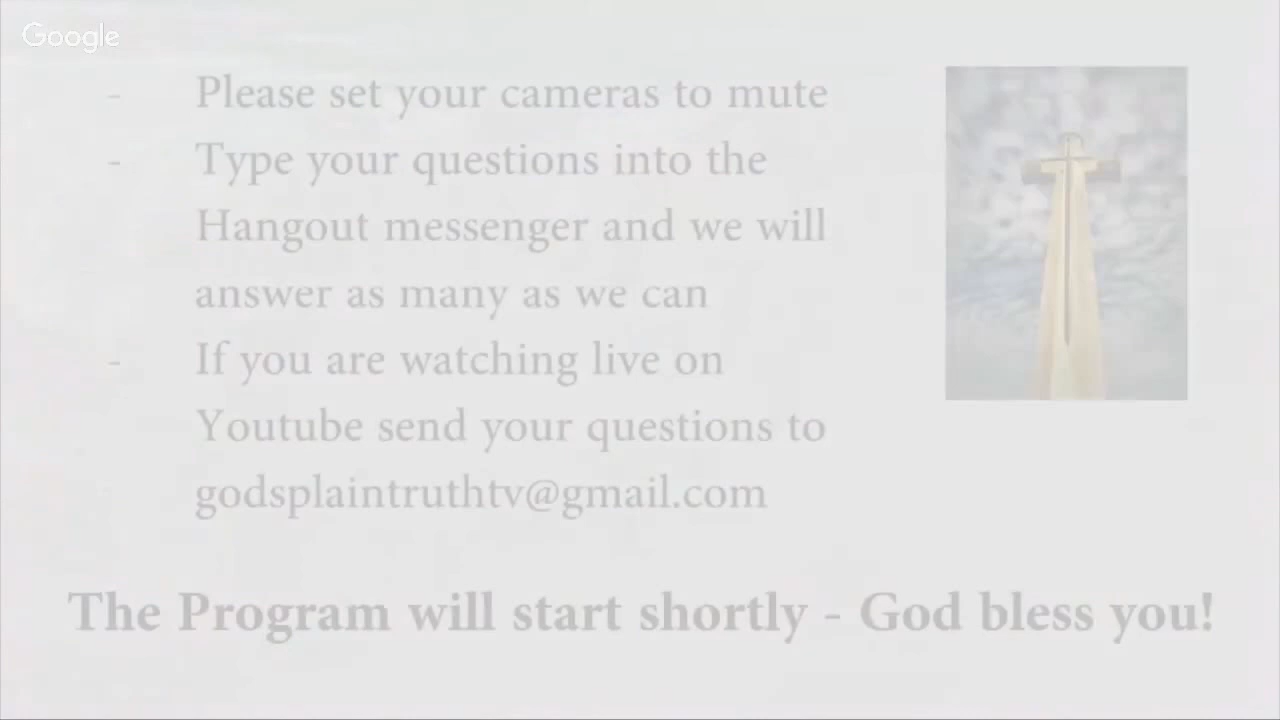 Google
- Please set your cameras to mute
- Type your questions into the
Hangout messenger and we will
answer as many as we can
- If you are watching live on
Youtube send your questions to
godsplaintruthtv@gmail.com
The Program will start shortly - God bless you!